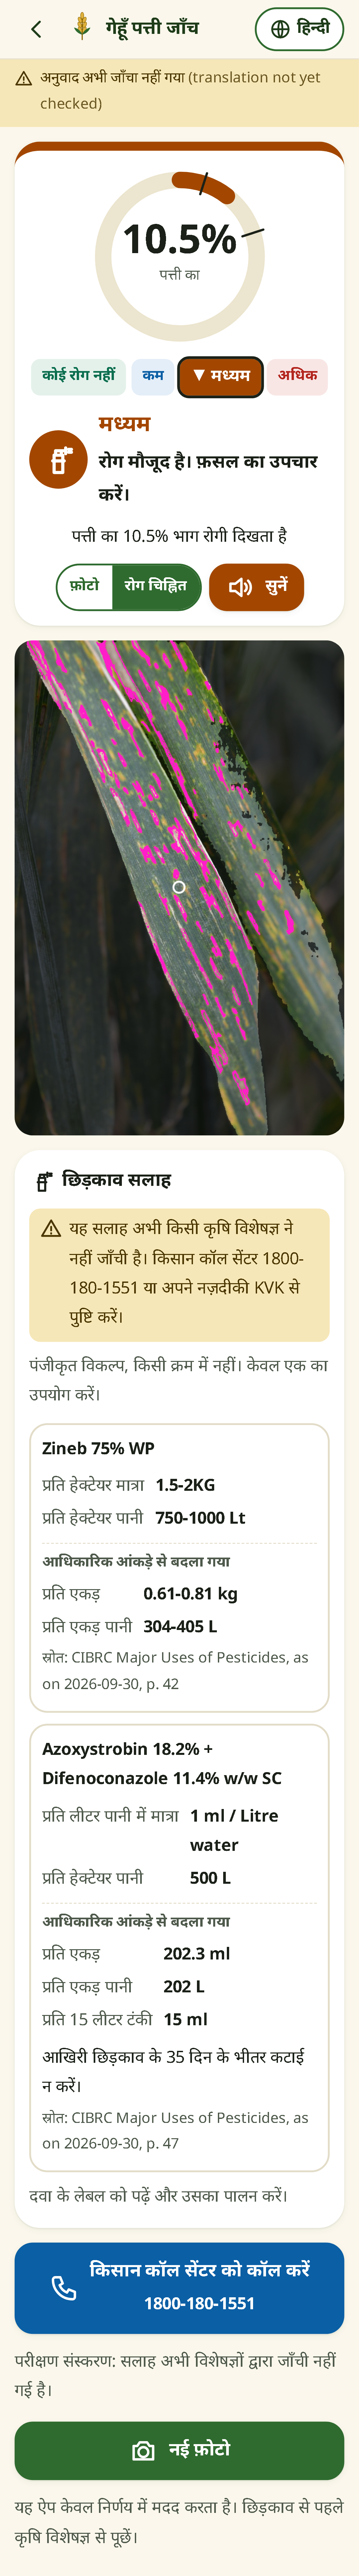 गेहूँ पत्ती जाँच
हिन्दी
अनुवाद अभी जाँचा नहीं गया (translation not yet
checked)
10.5%
पत्ती का
कोई रोग नहीं
कम
▼ मध्यम
अधिक
मध्यम
रोग मौजूद है। फ़सल का उपचार
करें।
पत्ती का 10.5% भाग रोगी दिखता है
फ़ोटो
रोग चिह्नित
सुनें
छिड़काव सलाह
यह सलाह अभी किसी कृषि विशेषज्ञ ने
नहीं जाँची है। किसान कॉल सेंटर 1800-
180-1551 या अपने नज़दीकी KVK से
पुष्टि करें।
पंजीकृत विकल्प, किसी क्रम में नहीं। केवल एक का
उपयोग करें।
Zineb 75% WP
प्रति हेक्टेयर मात्रा 1.5-2KG
प्रति हेक्टेयर पानी 750-1000 Lt
आधिकारिक आंकड़े से बदला गया
प्रति एकड़ 0.61-0.81 kg
प्रति एकड़ पानी 304-405 L
स्रोत: CIBRC Major Uses of Pesticides, as
on 2026-09-30, p. 42
Azoxystrobin 18.2% +
Difenoconazole 11.4% w/w SC
प्रति लीटर पानी में मात्रा 1 ml / Litre
water
प्रति हेक्टेयर पानी 500 L
आधिकारिक आंकड़े से बदला गया
प्रति एकड़ 202.3 ml
प्रति एकड़ पानी 202 L
प्रति 15 लीटर टंकी 15 ml
आखिरी छिड़काव के 35 दिन के भीतर कटाई
न करें।
स्रोत: CIBRC Major Uses of Pesticides, as
on 2026-09-30, p. 47
दवा के लेबल को पढ़ें और उसका पालन करें।
किसान कॉल सेंटर को कॉल करें
1800-180-1551
परीक्षण संस्करण: सलाह अभी विशेषज्ञों द्वारा जाँची नहीं
गई है।
नई फ़ोटो
यह ऐप केवल निर्णय में मदद करता है। छिड़काव से पहले
कृषि विशेषज्ञ से पूछें।